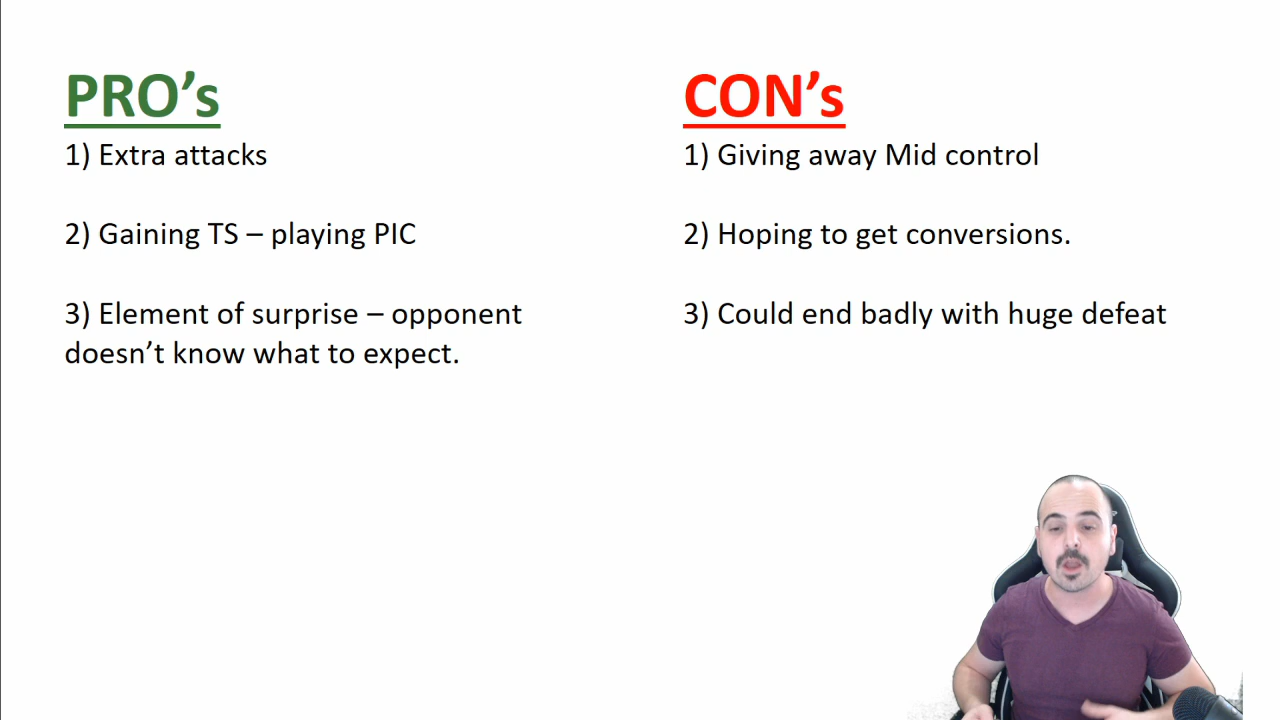 PRO’s
1) Extra attacks
2) Gaining TS – playing PIC
3) Element of surprise – opponent
doesn’t know what to expect.
CON’s
1) Giving away Mid control
2) Hoping to get conversions.
3) Could end badly with huge defeat